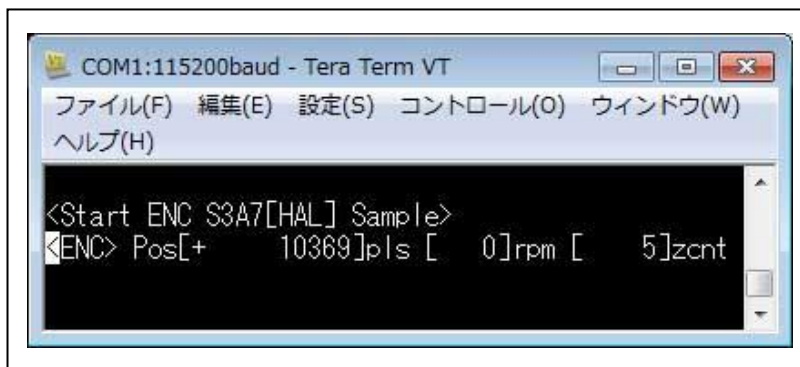 COM1:115200baud - Tera Term VT
ファイル(F) 編集(E) 設定(S) コントロール(O) ウィンドウ(W)
ヘルプ(H)
<Start ENC S3A7[HAL] Sample>
<ENC> Pos[+     10369]pls [   0]rpm [    5]zcnt